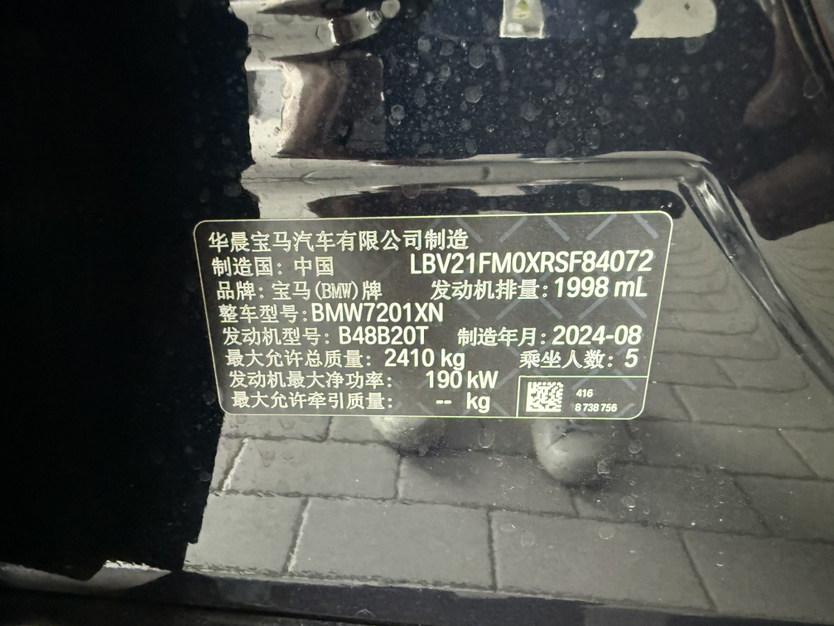 华晨宝马汽车有限公司制造
制造国：中国 LBV21FM0XRSF84072
品牌：宝马(BMW)牌 发动机排量：1998 mL
整车型号：BMW7201XN
发动机型号：B48B20T 制造年月：2024-08
最大允许总质量：2410 kg 乘坐人数：5
发动机最大净功率： 190 kW
最大允许牵引质量： -- kg
416
8 738 756